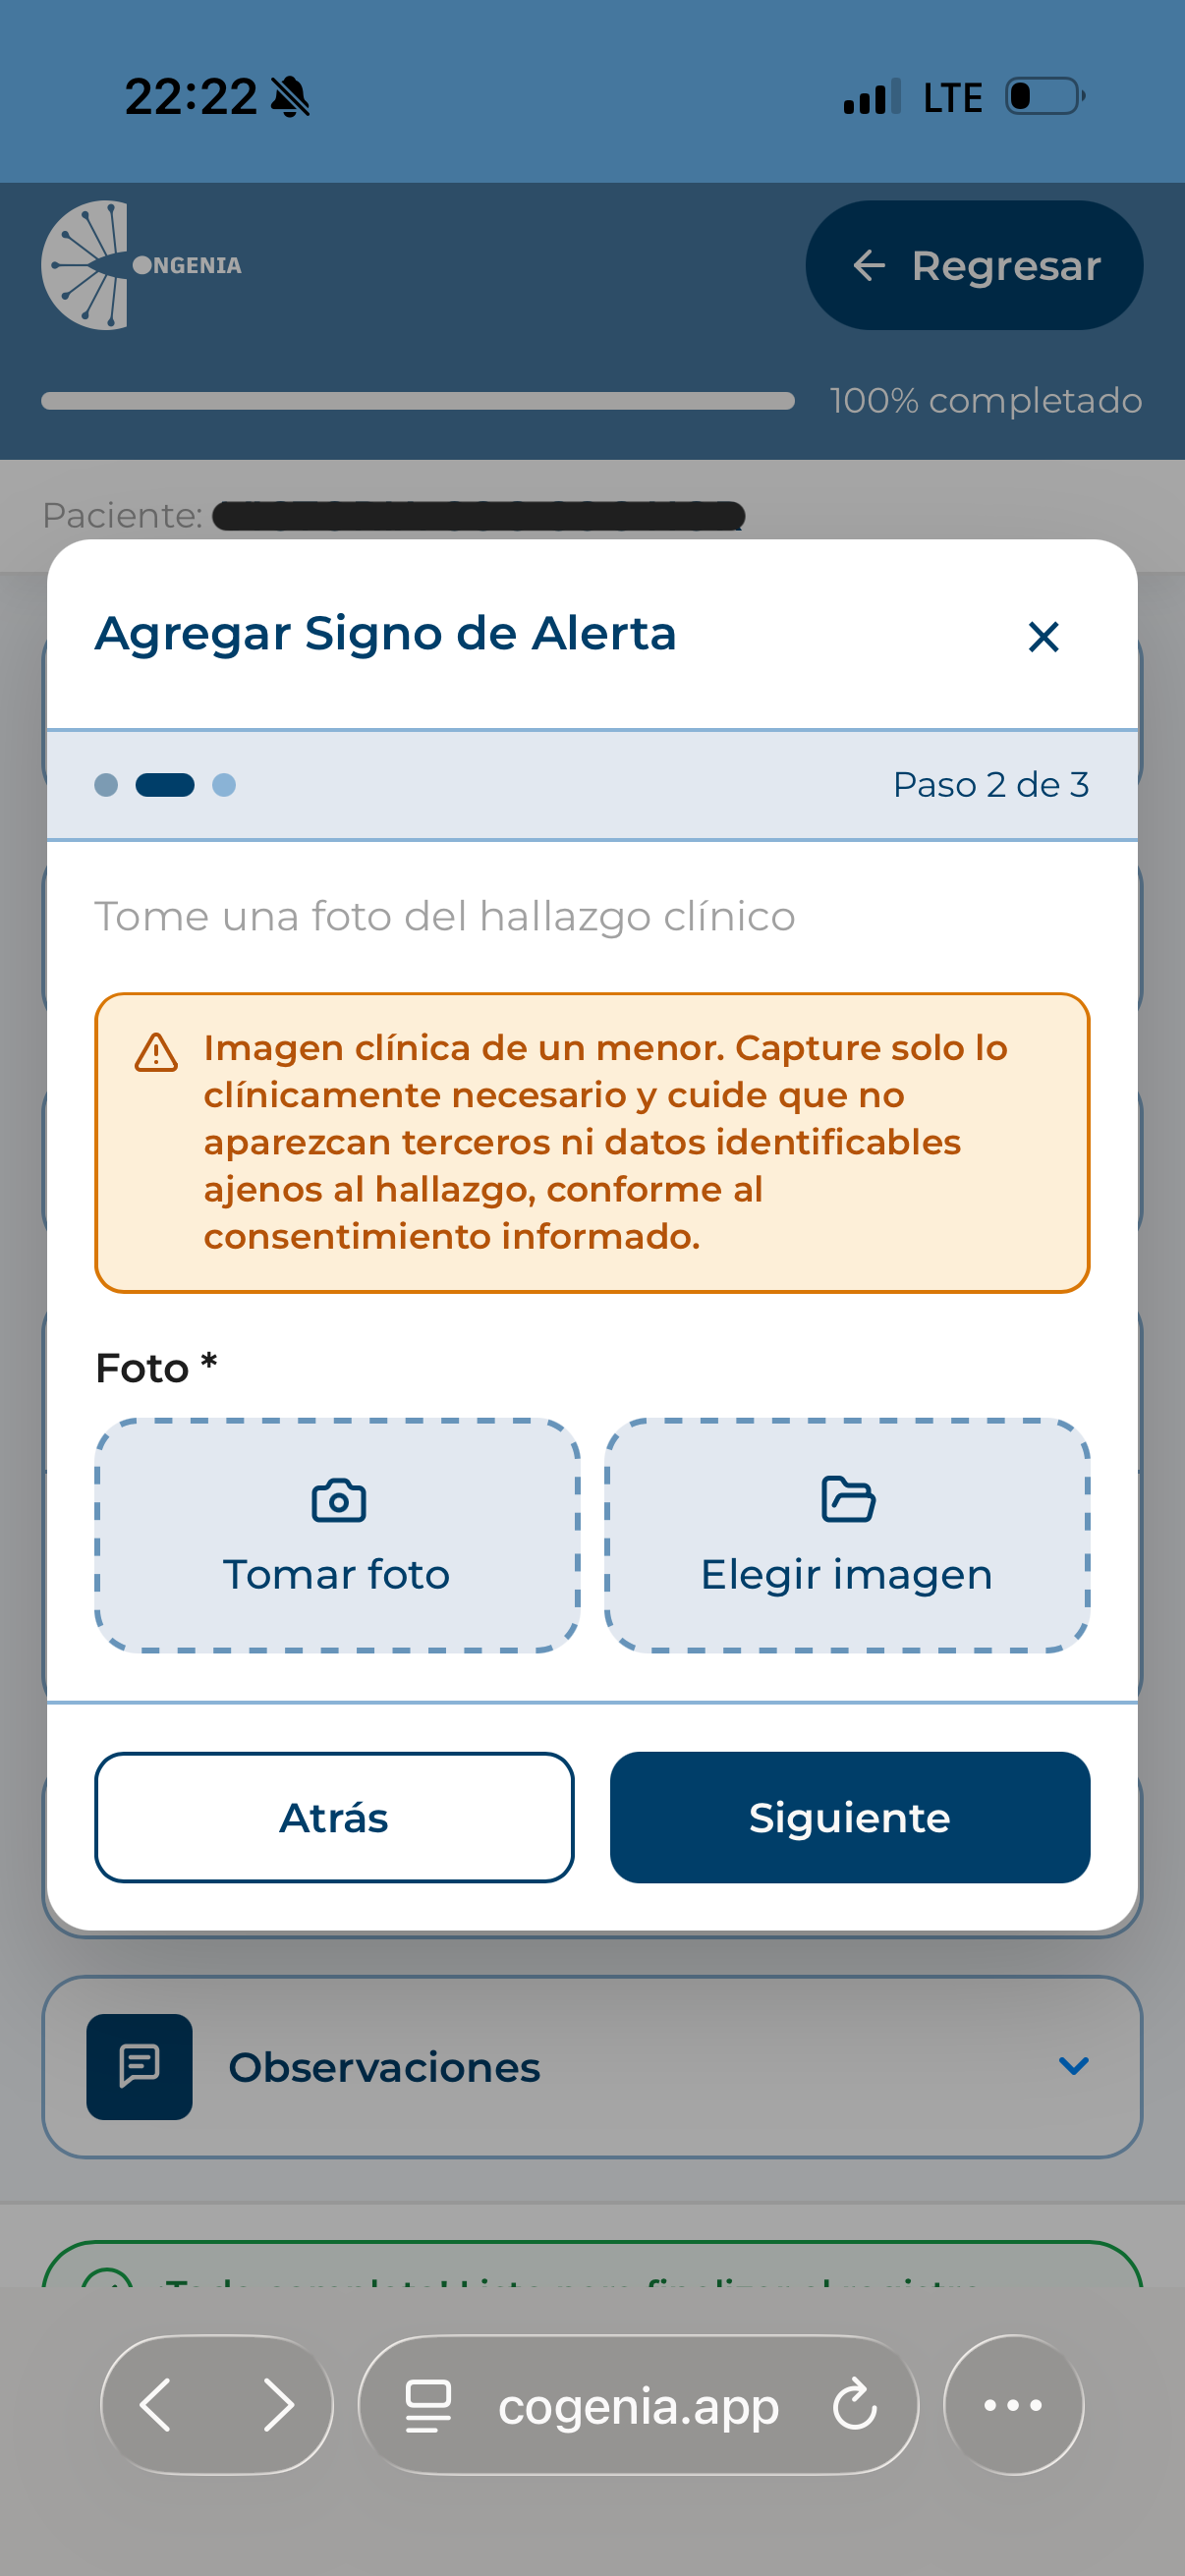 22:22
LTE
ONGENIA
Regresar
100% completado
Paciente:
Agregar Signo de Alerta
Paso 2 de 3
Tome una foto del hallazgo clínico
Imagen clínica de un menor. Capture solo lo
clínicamente necesario y cuide que no
aparezcan terceros ni datos identificables
ajenos al hallazgo, conforme al
consentimiento informado.
Foto *
Tomar foto
Elegir imagen
Atrás
Siguiente
Observaciones
cogenia.app